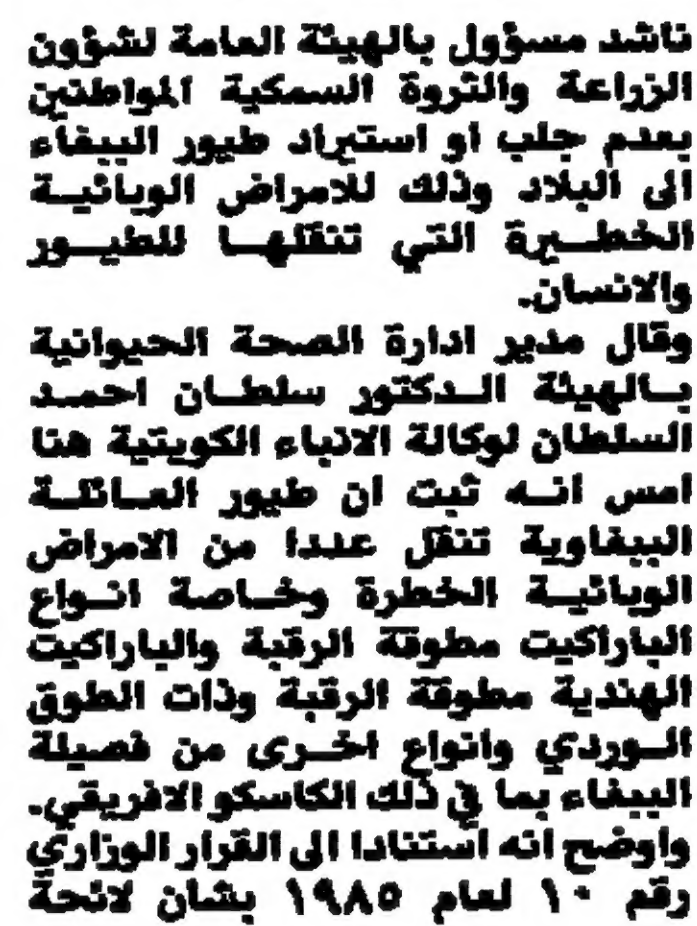 ناشد مسؤول بالهيئة العامة لشؤون
الزراعة والثروة السمكية المواطنين
بعدم جلب او استيراد طيور الببغاء
الى البلاد وذلك للامراض الوبائية
الخطيرة التي تنقلها للطيور
والانسان.
وقال مدير ادارة الصحة الحيوانية
بالهيئة الدكتور سلطان احمد
السلطان لوكالة الانباء الكويتية هنا
امس انه ثبت ان طيور العائلة
الببغاوية تنقل عددا من الامراض
الوبائية الخطرة وخاصة انواع
الباراكيت مطوقة الرقبة والباراكيت
الهندية مطوقة الرقبة وذات الطوق
الوردي وانواع اخرى من فصيلة
الببغاء بما في ذلك الكاسكو الافريقي.
واوضح انه استنادا الى القرار الوزاري
رقم ١٠ لعام ١٩٨٥ بشان لائحة